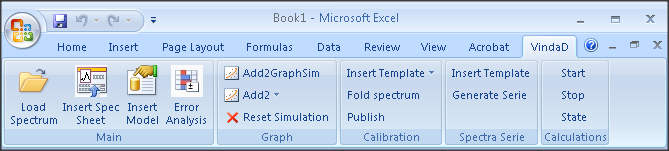 Book1 - Microsoft Excel
Home Insert Page Layout Formulas Data Review View Acrobat VindaD
Load Spectrum
Insert Spec Sheet
Insert Model
Error Analysis
Main
Add2GraphSim
Add2
Reset Simulation
Graph
Insert Template
Fold spectrum
Publish
Calibration
Insert Template
Generate Serie
Spectra Serie
Start
Stop
State
Calculations